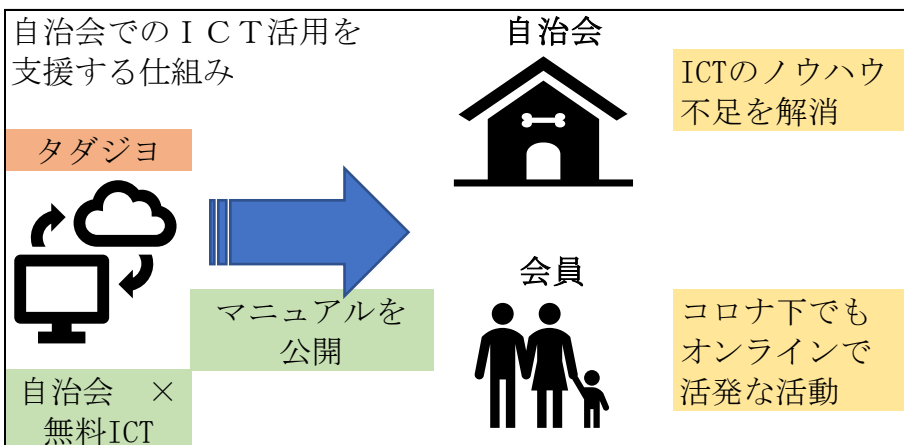 自治会でのＩＣＴ活用を
支援する仕組み
タダジョ
自治会　×
無料ICT
マニュアルを
公開
自治会
ICTのノウハウ
不足を解消
会員
コロナ下でも
オンラインで
活発な活動